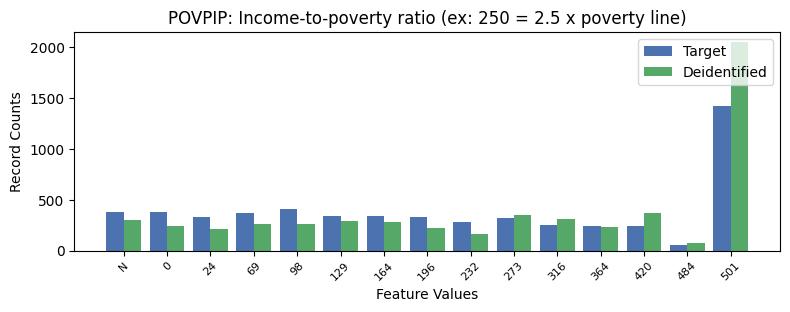 POVPIP: Income-to-poverty ratio (ex: 250 = 2.5 x poverty line)
Target
Deidentified
Record Counts
2000
1500
1000
500
0
N 0 24 69 98 129 164 196 232 273 316 364 420 484 501
Feature Values